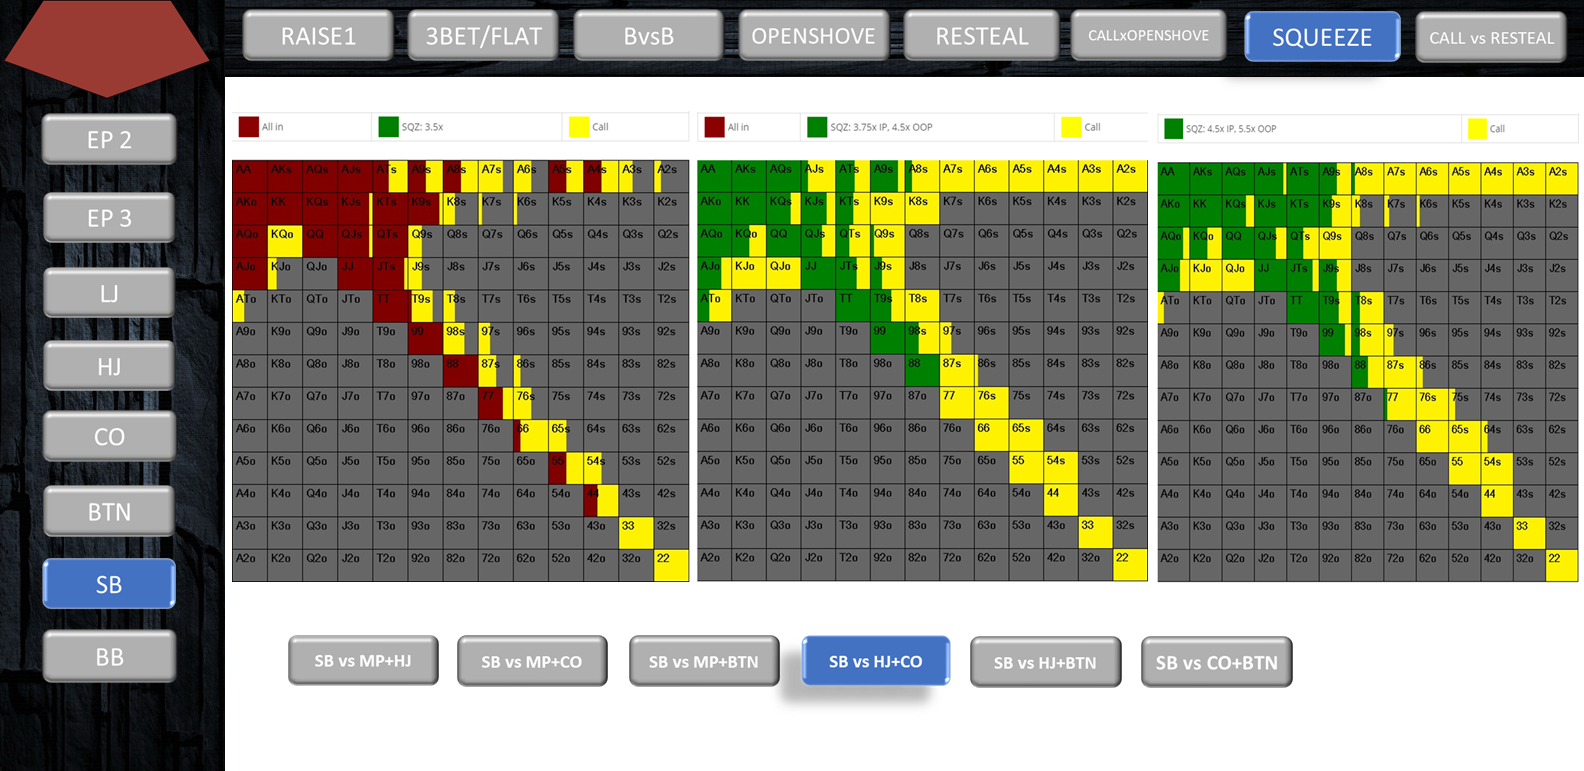 RAISE1 3BET/FLAT BvsB OPENSHOVE RESTEAL CALLxOPENSHOVE SQUEEZE CALL vs RESTEAL
EP 2
EP 3
LJ
HJ
CO
BTN
SB
BB
All in SQZ: 3.5x Call
AA AKs AQs AJs ATs A9s A8s A7s A6s A5s A4s A3s A2s
AKo KK KQs KJs KTs K9s K8s K7s K6s K5s K4s K3s K2s
AQo KQo QQ QJs QTs Q9s Q8s Q7s Q6s Q5s Q4s Q3s Q2s
AJo KJo QJo JJ JTs J9s J8s J7s J6s J5s J4s J3s J2s
ATo KTo QTo JTo TT T9s T8s T7s T6s T5s T4s T3s T2s
A9o K9o Q9o J9o T9o 99 98s 97s 96s 95s 94s 93s 92s
A8o K8o Q8o J8o T8o 98o 88 87s 86s 85s 84s 83s 82s
A7o K7o Q7o J7o T7o 97o 87o 77 76s 75s 74s 73s 72s
A6o K6o Q6o J6o T6o 96o 86o 76o 66 65s 64s 63s 62s
A5o K5o Q5o J5o T5o 95o 85o 75o 65o 55 54s 53s 52s
A4o K4o Q4o J4o T4o 94o 84o 74o 64o 54o 44 43s 42s
A3o K3o Q3o J3o T3o 93o 83o 73o 63o 53o 43o 33 32s
A2o K2o Q2o J2o T2o 92o 82o 72o 62o 52o 42o 32o 22
All in SQZ: 3.75x IP, 4.5x OOP Call
AA AKs AQs AJs ATs A9s A8s A7s A6s A5s A4s A3s A2s
AKo KK KQs KJs KTs K9s K8s K7s K6s K5s K4s K3s K2s
AQo KQo QQ QJs QTs Q9s Q8s Q7s Q6s Q5s Q4s Q3s Q2s
AJo KJo QJo JJ JTs J9s J8s J7s J6s J5s J4s J3s J2s
ATo KTo QTo JTo TT T9s T8s T7s T6s T5s T4s T3s T2s
A9o K9o Q9o J9o T9o 99 98s 97s 96s 95s 94s 93s 92s
A8o K8o Q8o J8o T8o 98o 88 87s 86s 85s 84s 83s 82s
A7o K7o Q7o J7o T7o 97o 87o 77 76s 75s 74s 73s 72s
A6o K6o Q6o J6o T6o 96o 86o 76o 66 65s 64s 63s 62s
A5o K5o Q5o J5o T5o 95o 85o 75o 65o 55 54s 53s 52s
A4o K4o Q4o J4o T4o 94o 84o 74o 64o 54o 44 43s 42s
A3o K3o Q3o J3o T3o 93o 83o 73o 63o 53o 43o 33 32s
A2o K2o Q2o J2o T2o 92o 82o 72o 62o 52o 42o 32o 22
SQZ: 4.5x IP, 5.5x OOP Call
AA AKs AQs AJs ATs A9s A8s A7s A6s A5s A4s A3s A2s
AKo KK KQs KJs KTs K9s K8s K7s K6s K5s K4s K3s K2s
AQo KQo QQ QJs QTs Q9s Q8s Q7s Q6s Q5s Q4s Q3s Q2s
AJo KJo QJo JJ JTs J9s J8s J7s J6s J5s J4s J3s J2s
ATo KTo QTo JTo TT T9s T8s T7s T6s T5s T4s T3s T2s
A9o K9o Q9o J9o T9o 99 98s 97s 96s 95s 94s 93s 92s
A8o K8o Q8o J8o T8o 98o 88 87s 86s 85s 84s 83s 82s
A7o K7o Q7o J7o T7o 97o 87o 77 76s 75s 74s 73s 72s
A6o K6o Q6o J6o T6o 96o 86o 76o 66 65s 64s 63s 62s
A5o K5o Q5o J5o T5o 95o 85o 75o 65o 55 54s 53s 52s
A4o K4o Q4o J4o T4o 94o 84o 74o 64o 54o 44 43s 42s
A3o K3o Q3o J3o T3o 93o 83o 73o 63o 53o 43o 33 32s
A2o K2o Q2o J2o T2o 92o 82o 72o 62o 52o 42o 32o 22
SB vs MP+HJ SB vs MP+CO SB vs MP+BTN SB vs HJ+CO SB vs HJ+BTN SB vs CO+BTN